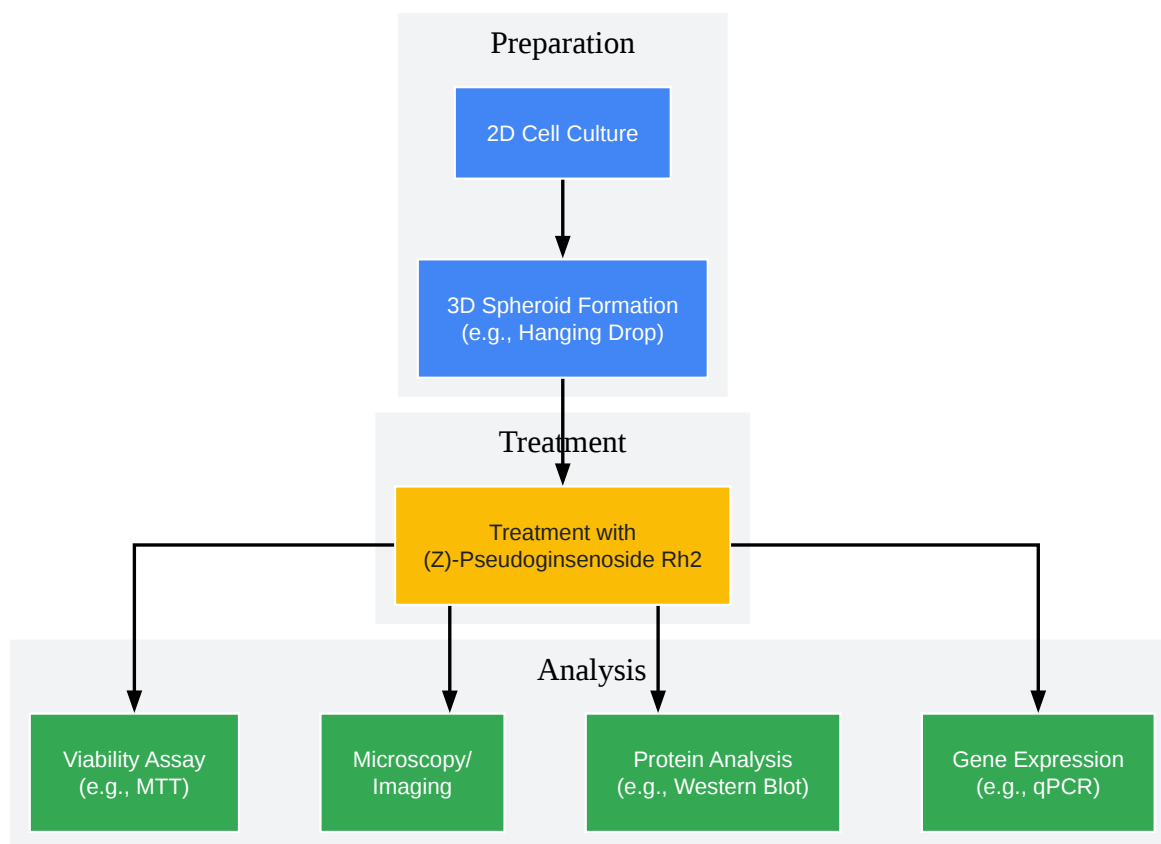 Preparation
2D Cell Culture
3D Spheroid Formation
(e.g., Hanging Drop)
Treatment
Treatment with
(Z)-Pseudoginsenoside Rh2
Analysis
Viability Assay
(e.g., MTT)
Microscopy/
Imaging
Protein Analysis
(e.g., Western Blot)
Gene Expression
(e.g., qPCR)